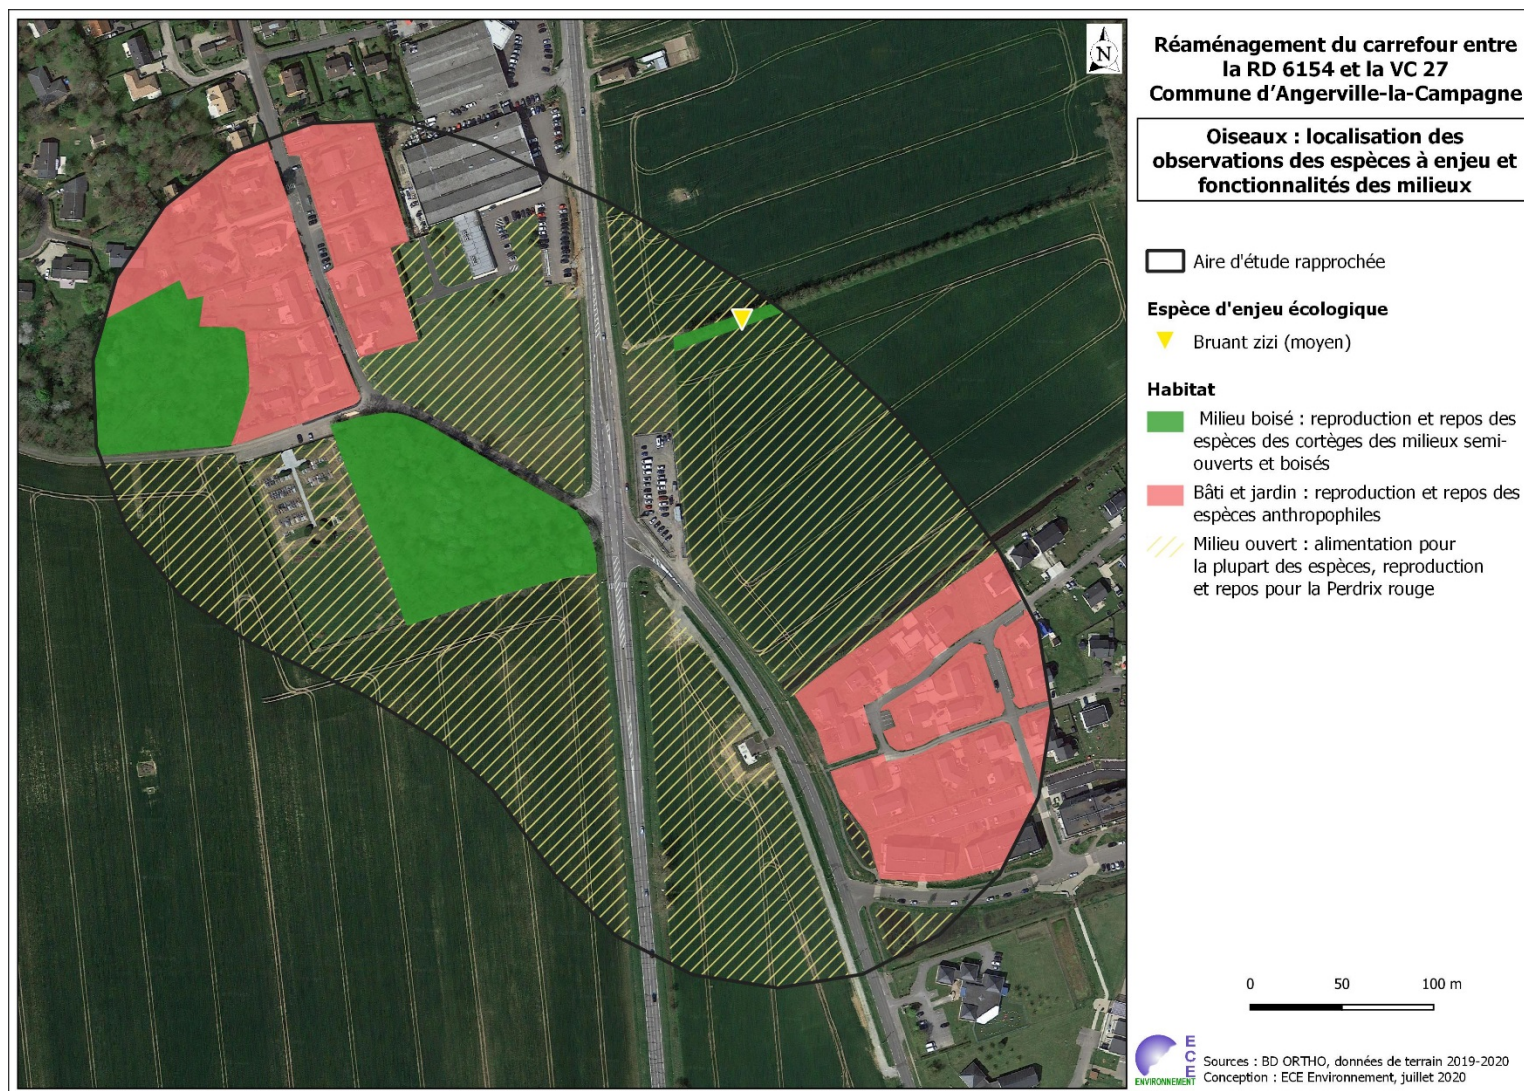 N
Réaménagement du carrefour entre
la RD 6154 et la VC 27
Commune d'Angerville-la-Campagne
Oiseaux : localisation des
observations des espèces à enjeu et
fonctionnalités des milieux
Aire d'étude rapprochée
Espèce d'enjeu écologique
Bruant zizi (moyen)
Habitat
Milieu boisé : reproduction et repos des
espèces des cortèges des milieux semi-
ouverts et boisés
Bâti et jardin : reproduction et repos des
espèces anthropophiles
Milieu ouvert : alimentation pour
la plupart des espèces, reproduction
et repos pour la Perdrix rouge
0 50 100 m
ECE
ENVIRONNEMENT
Sources : BD ORTHO, données de terrain 2019-2020
Conception : ECE Environnement, juillet 2020